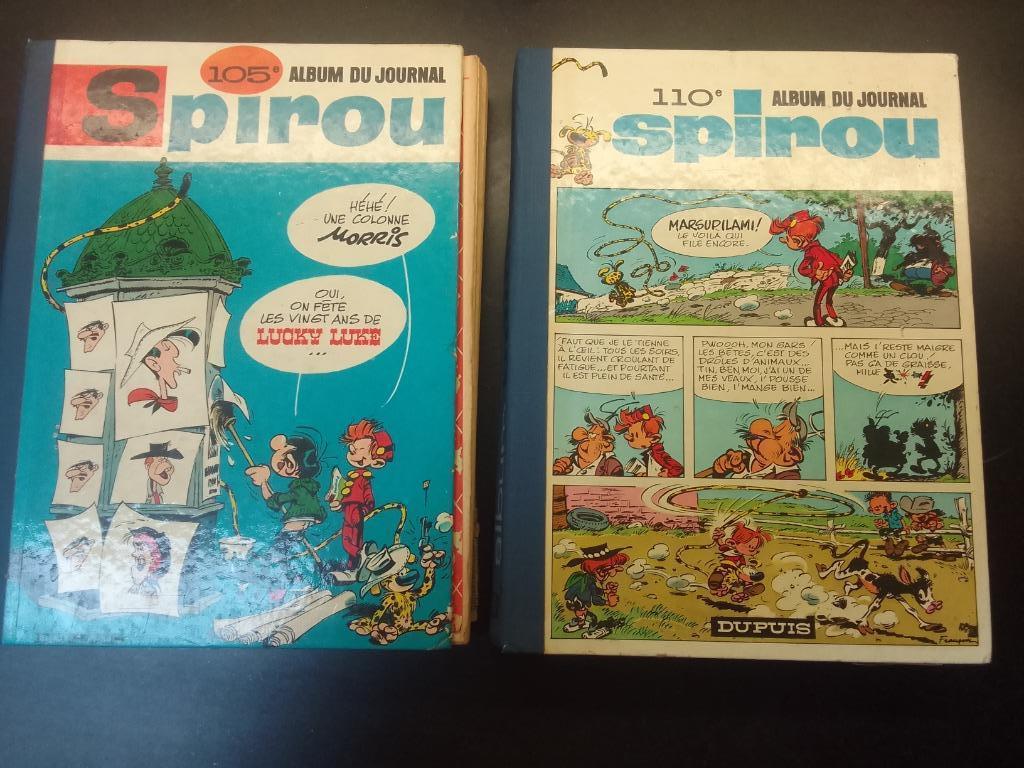 105e ALBUM DU JOURNAL
Spirou
HÉHÉ!
UNE COLONNE
MORRIS
OUI,
ON FÊTE
LES VINGT ANS DE
LUCKY LUKE
...
110e ALBUM DU JOURNAL
spirou
MARSUPILAMI!
LE VOILÀ QUI
FILE ENCORE.
FAUT QUE JE LE TIENNE
À L'ŒIL: TOUS LES SOIRS,
IL REVIENT CROULANT DE
FATIGUE... ET POURTANT
IL EST PLEIN DE SANTÉ...
PWOOOH, MON GARS!
LES BÊTES, C'EST DES
DRÔLES D'ANIMAUX...
TIN, BEN MOI, J'AI UN DE
MES VEAUX, I' POUSSE
BIEN, I' MANGE BIEN...
...MAIS I' RESTE MAIGRE
COMME UN CLOU!
PAS ÇA DE GRAISSE,
MILLE
DUPUIS
Franquin